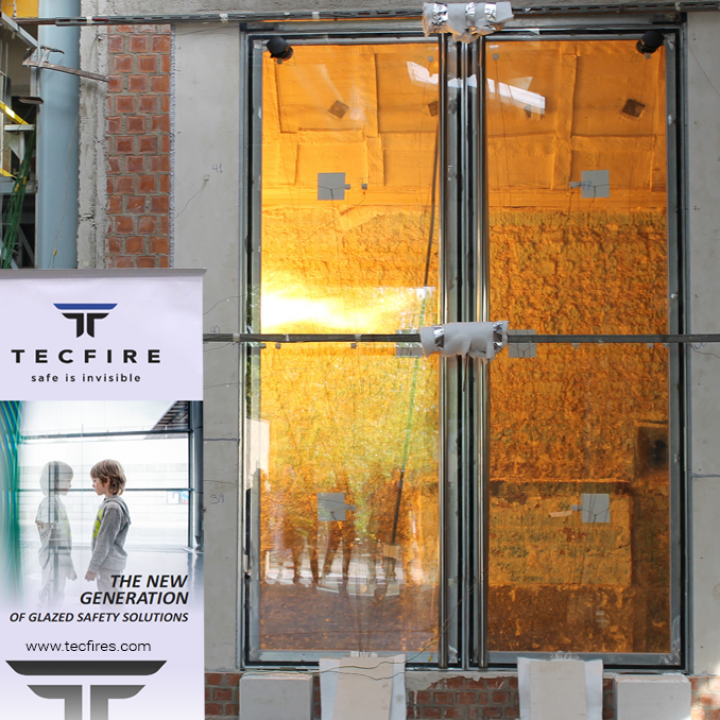 TECFIRE
safe is invisible
THE NEW
GENERATION
OF GLAZED SAFETY SOLUTIONS
www.tecfires.com